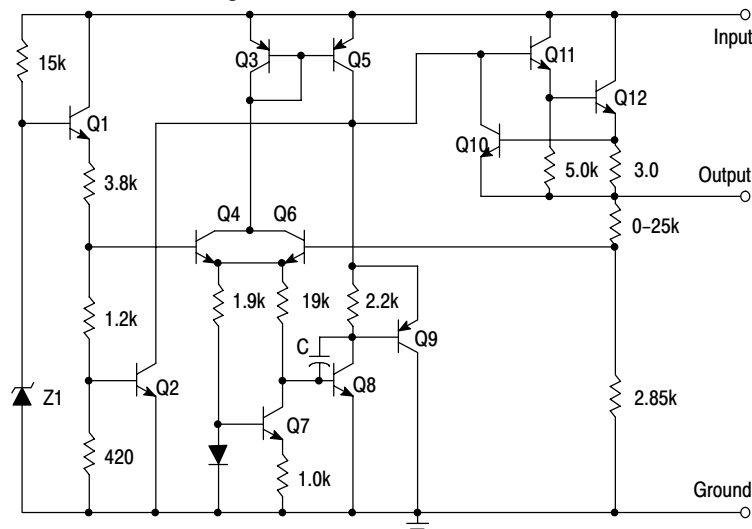 Input
Q3
Q5
Q11
15k
Q12
Q1
Q10
5.0k
3.0
Output
3.8k
Q4
Q6
0–25k
1.9k
19k
2.2k
1.2k
C
Q9
Q2
Q8
Z1
2.85k
Q7
420
1.0k
Ground